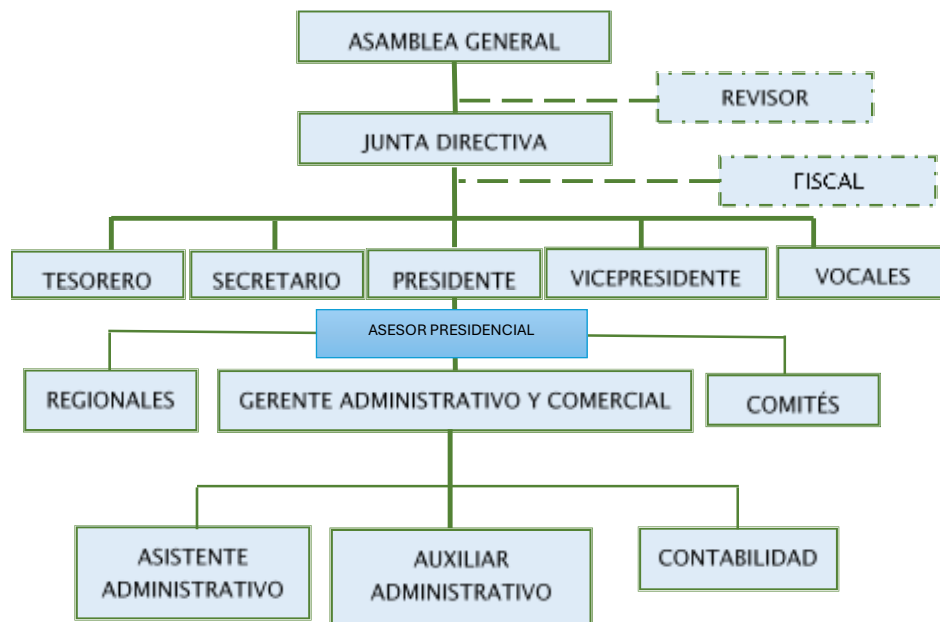 ASAMBLEA GENERAL
REVISOR
JUNTA DIRECTIVA
FISCAL
TESORERO
SECRETARIO
PRESIDENTE
VICEPRESIDENTE
VOCALES
ASESOR PRESIDENCIAL
REGIONALES
GERENTE ADMINISTRATIVO Y COMERCIAL
COMITÉS
ASISTENTE
ADMINISTRATIVO
AUXILIAR
ADMINISTRATIVO
CONTABILIDAD